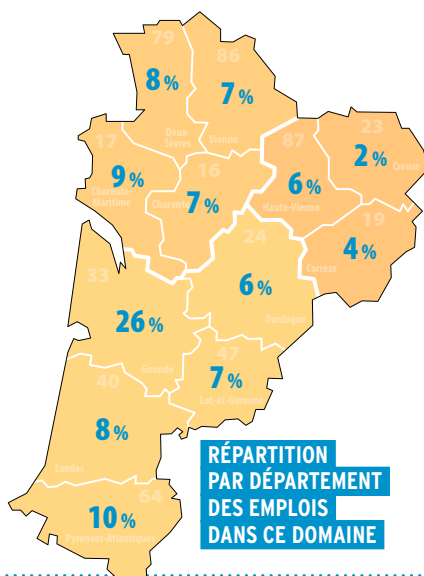 79
8 %
Deux-
Sèvres
86
7 %
Vienne
17
9 %
Charente
Maritime
16
7 %
Charente
87
6 %
Haute-Vienne
23
2 %
Creuse
19
4 %
Corrèze
24
6 %
Dordogne
33
26 %
Gironde
47
7 %
Lot-et-Garonne
40
8 %
Landes
64
10 %
Pyrénées-Atlantiques
RÉPARTITION
PAR DÉPARTEMENT
DES EMPLOIS
DANS CE DOMAINE